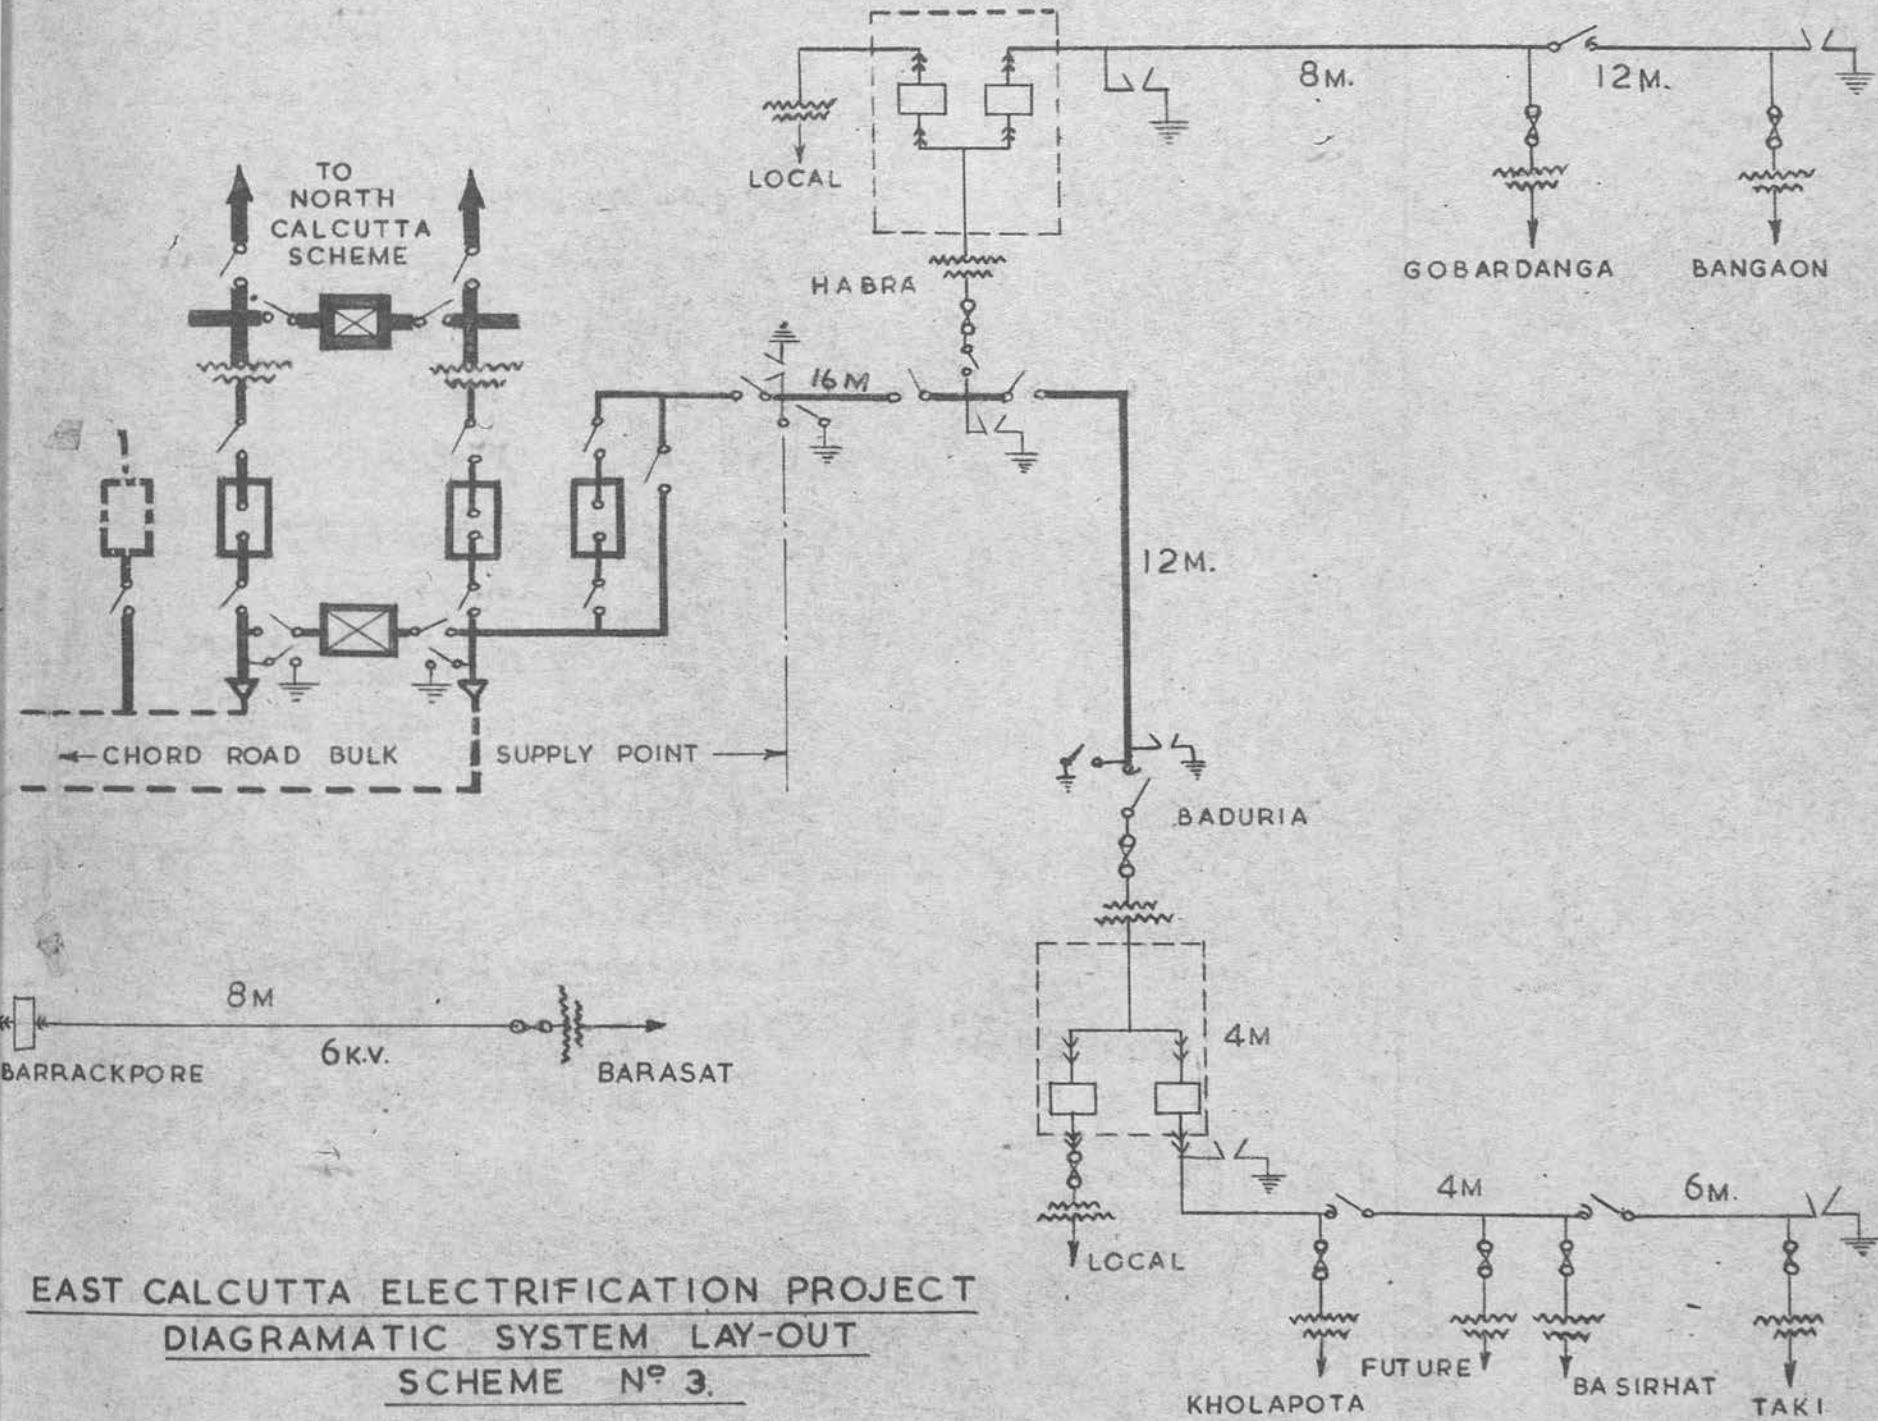 TO
NORTH
CALCUTTA
SCHEME
LOCAL
HABRA
8M.
12M.
GOBARDANGA
BANGAON
16M
12M.
CHORD ROAD BULK SUPPLY POINT
BADURIA
8M
6K.V.
BARRACKPORE
BARASAT
4M
LOCAL
4M
6M.
KHOLAPOTA
FUTURE
BASIRHAT
TAKI
EAST CALCUTTA ELECTRIFICATION PROJECT
DIAGRAMATIC SYSTEM LAY-OUT
SCHEME Nº 3.